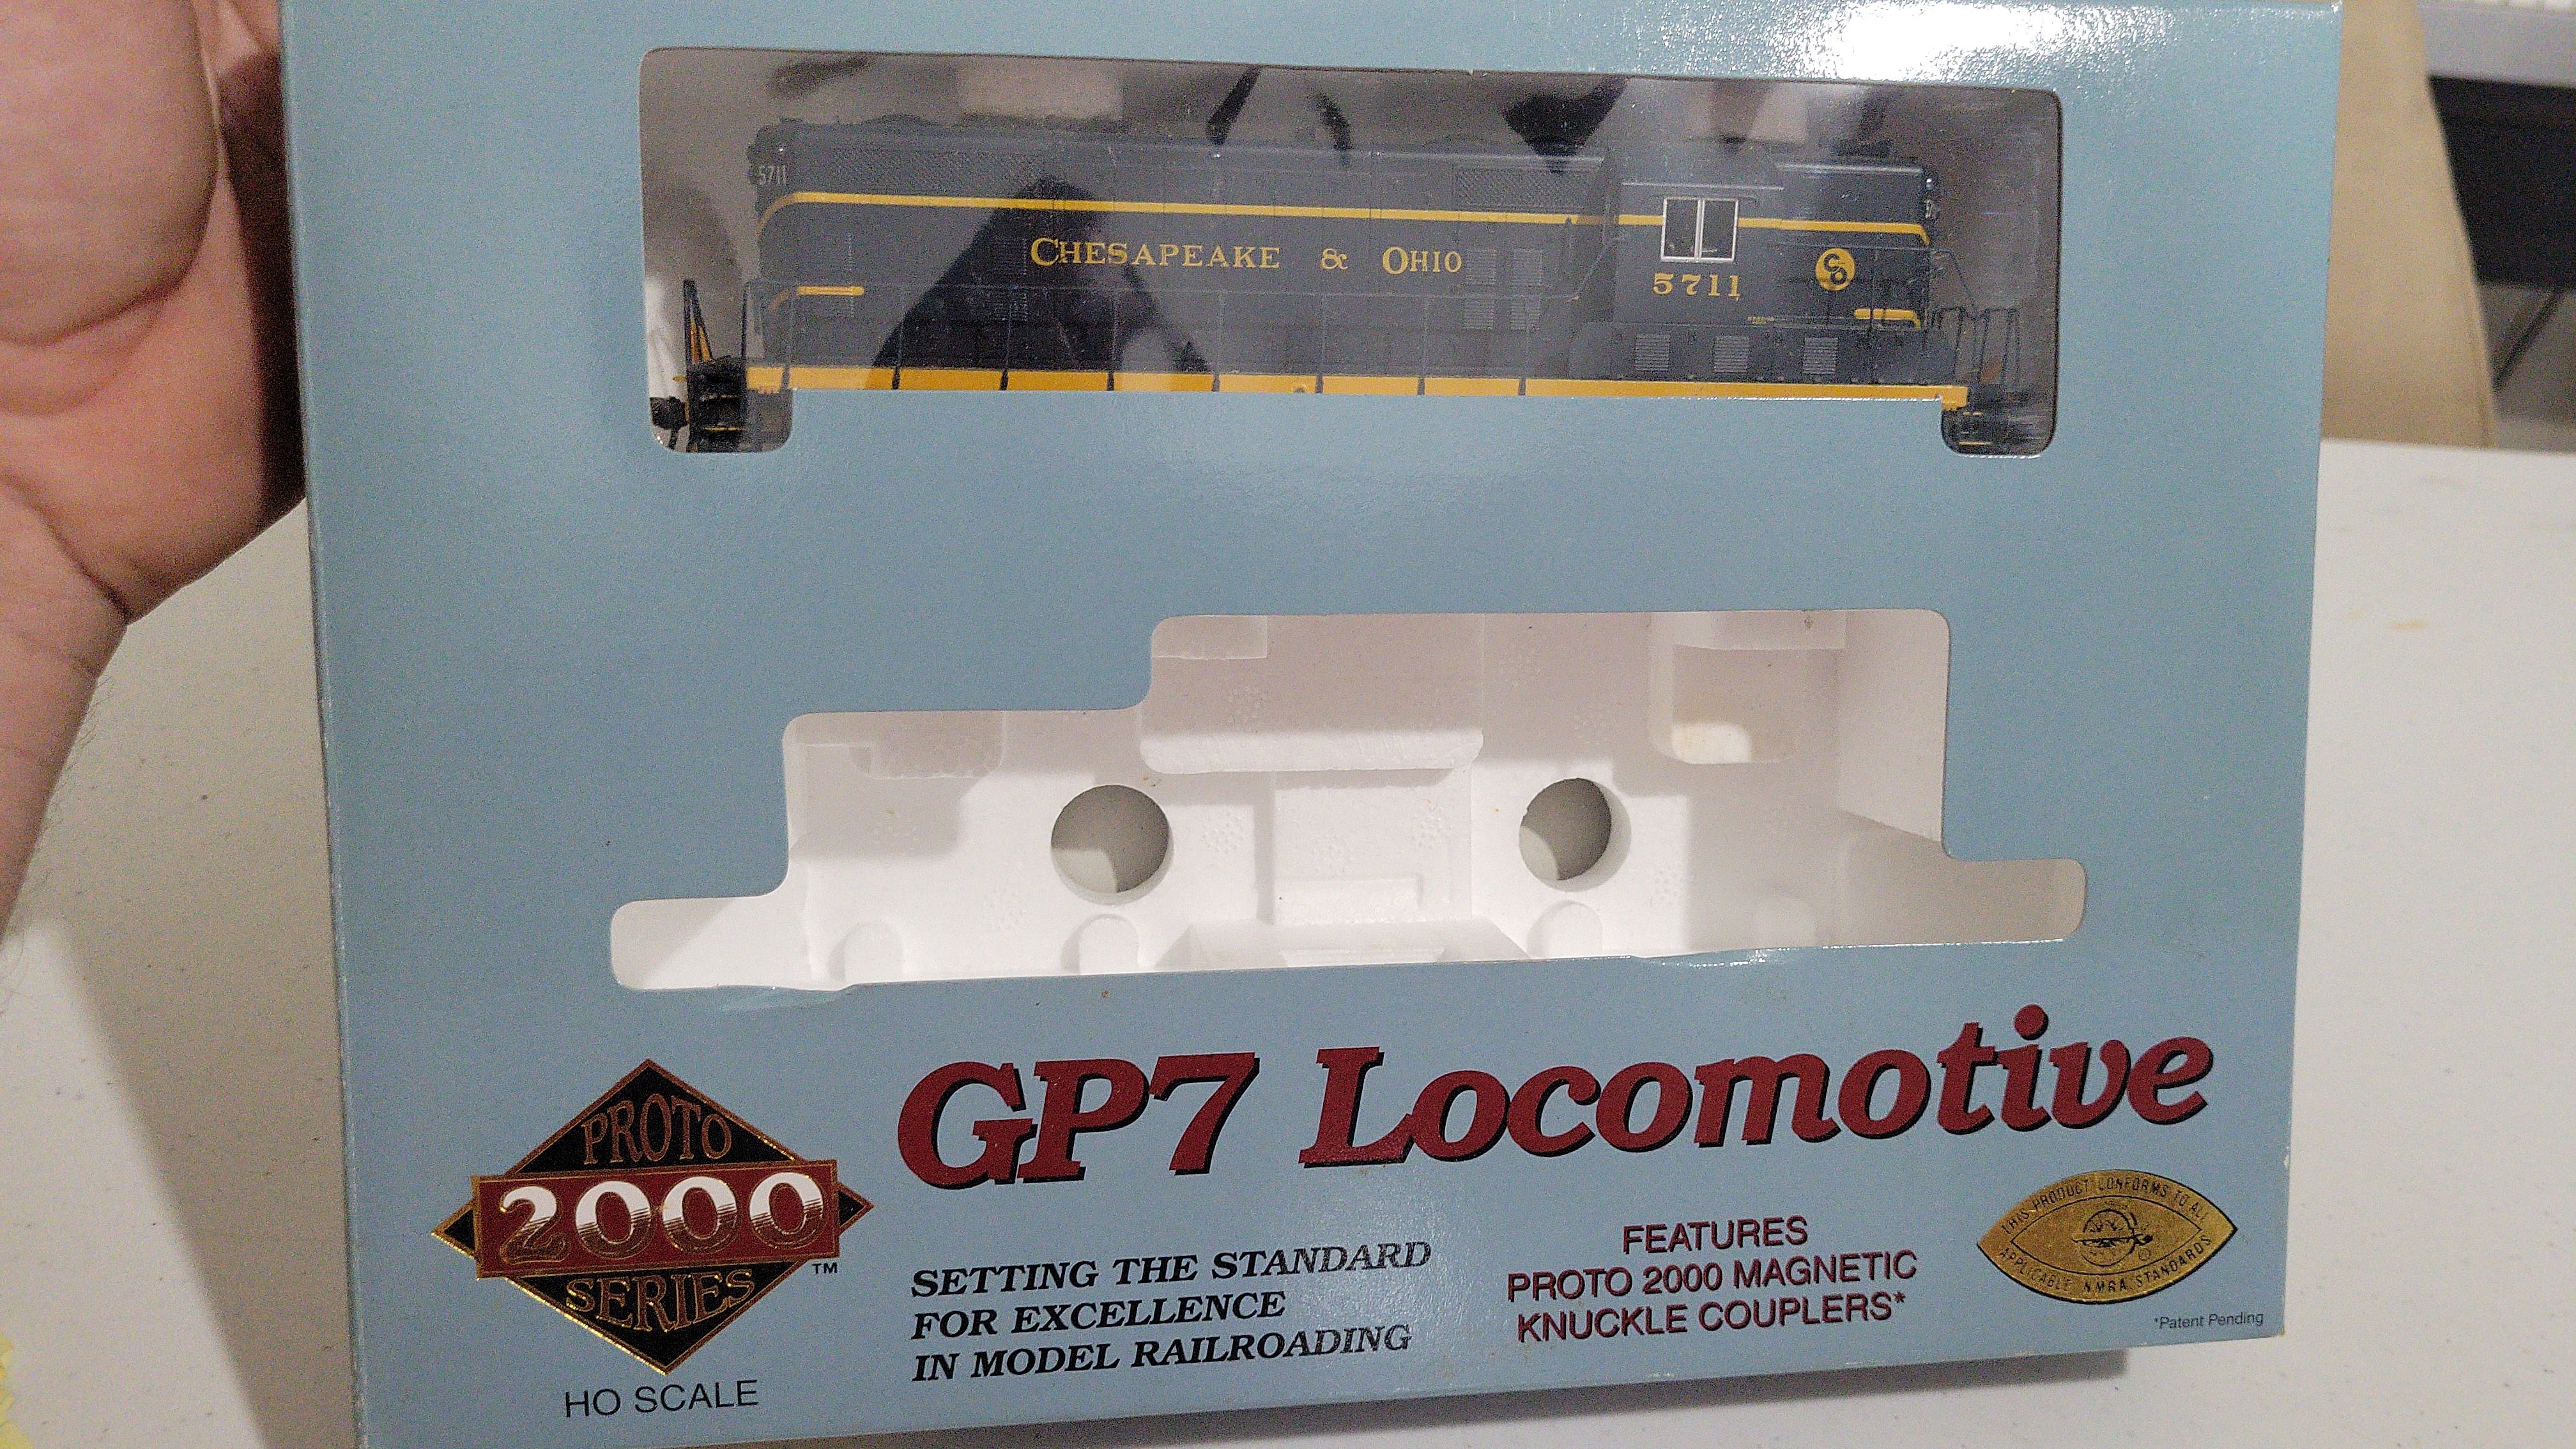 5711
CHESAPEAKE & OHIO
5711
PROTO
2000
SERIES
TM
HO SCALE
GP7 Locomotive
SETTING THE STANDARD
FOR EXCELLENCE
IN MODEL RAILROADING
FEATURES
PROTO 2000 MAGNETIC
KNUCKLE COUPLERS*
THIS PRODUCT CONFORMS TO ALL
APPLICABLE NMRA STANDARDS
*Patent Pending